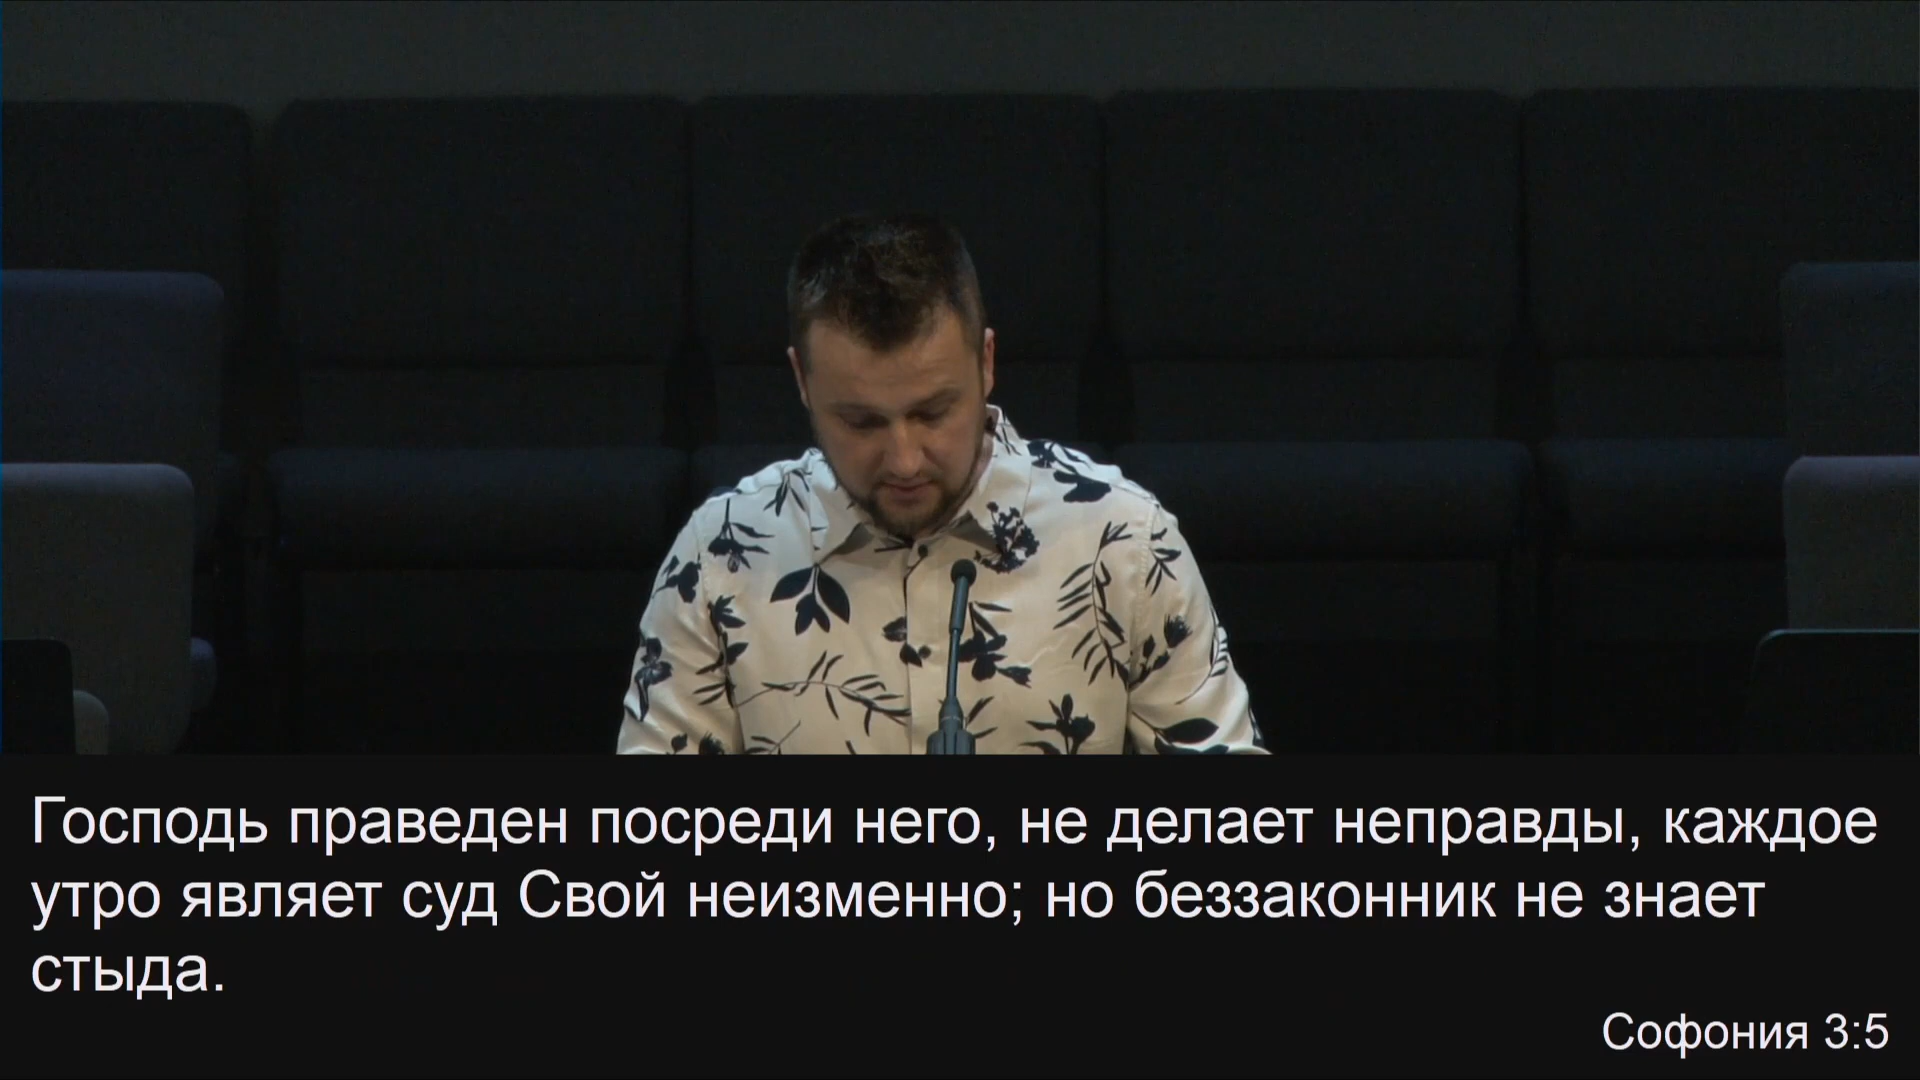 Господь праведен посреди него, не делает неправды, каждое
утро являет суд Свой неизменно; но беззаконник не знает
стыда.
Софония 3:5